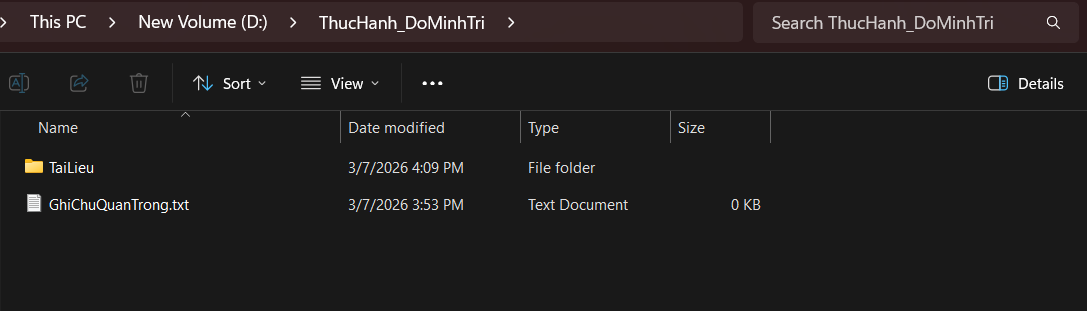 This PC New Volume (D:) ThucHanh_DoMinhTri Search ThucHanh_DoMinhTri
Sort View Details
Name Date modified Type Size
TaiLieu 3/7/2026 4:09 PM File folder
GhiChuQuanTrong.txt 3/7/2026 3:53 PM Text Document 0 KB